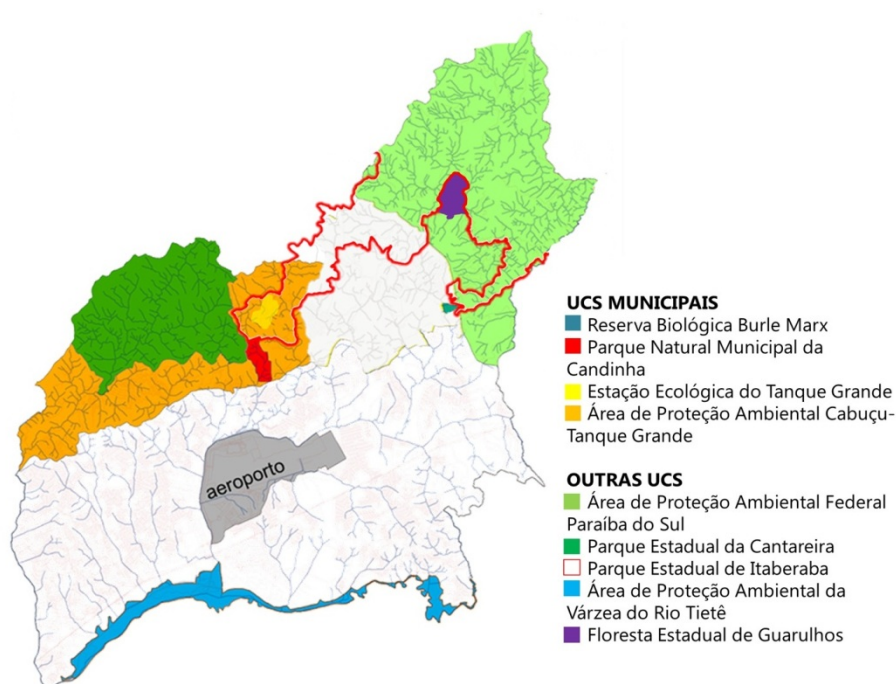 aeroporto
UCS MUNICIPAIS
Reserva Biológica Burle Marx
Parque Natural Municipal da
Candinha
Estação Ecológica do Tanque Grande
Área de Proteção Ambiental Cabuçu-
Tanque Grande
OUTRAS UCS
Área de Proteção Ambiental Federal
Paraíba do Sul
Parque Estadual da Cantareira
Parque Estadual de Itaberaba
Área de Proteção Ambiental da
Várzea do Rio Tietê
Floresta Estadual de Guarulhos